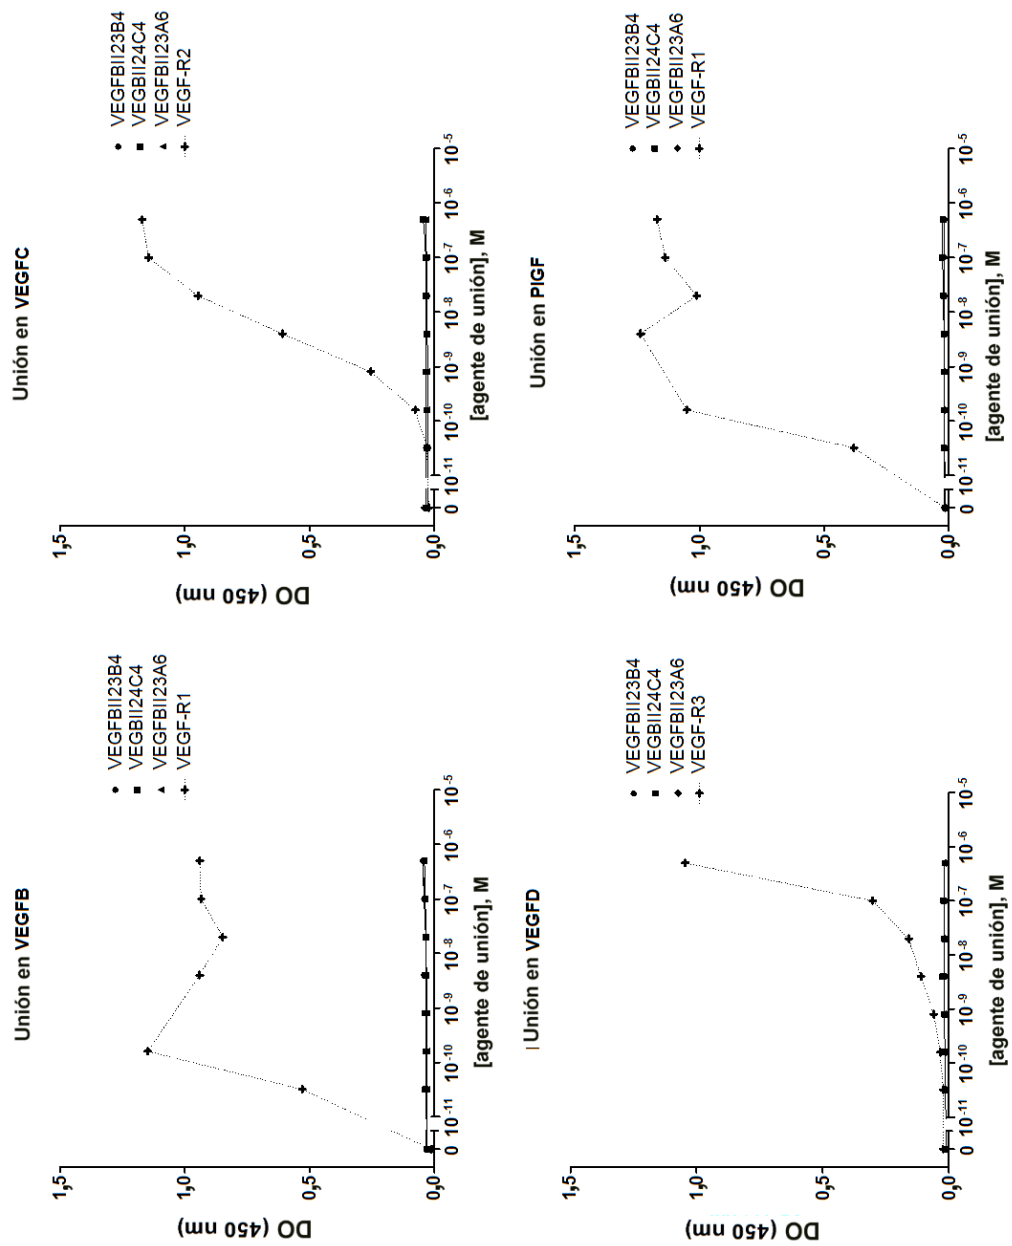 Unión en VEGFB
DO (450 nm)
1,5
1,0
0,5
0,0
0 10-11 10-10 10-9 10-8 10-7 10-6 10-5
[agente de unión], M
VEGFBII23B4
VEGBII24C4
VEGFBII23A6
VEGF-R1
Unión en VEGFC
DO (450 nm)
1,5
1,0
0,5
0,0
0 10-11 10-10 10-9 10-8 10-7 10-6 10-5
[agente de unión], M
VEGFBII23B4
VEGBII24C4
VEGFBII23A6
VEGF-R2
Unión en VEGFD
DO (450 nm)
1,5
1,0
0,5
0,0
0 10-11 10-10 10-9 10-8 10-7 10-6 10-5
[agente de unión], M
VEGFBII23B4
VEGBII24C4
VEGFBII23A6
VEGF-R3
Unión en PIGF
DO (450 nm)
1,5
1,0
0,5
0,0
0 10-11 10-10 10-9 10-8 10-7 10-6 10-5
[agente de unión], M
VEGFBII23B4
VEGBII24C4
VEGFBII23A6
VEGF-R1